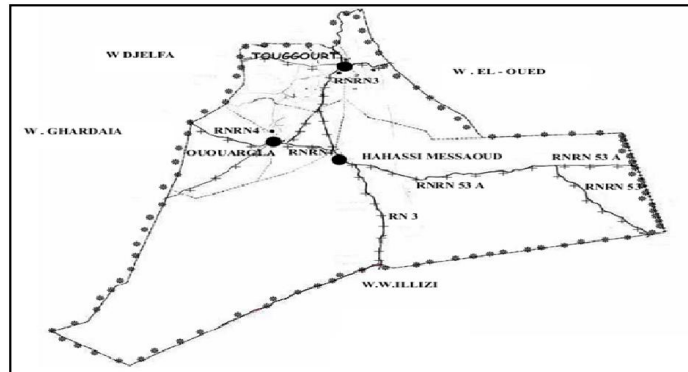 W DJELFA
TOUGGOURT
W . EL - OUED
RNRN3
W . GHARDAIA
RNRN4
OUOUARGLA
RNRN4
HAHASSI MESSAOUD
RNRN 53 A
RNRN 53 A
RNRN 53
RN 3
W.W.ILLIZI